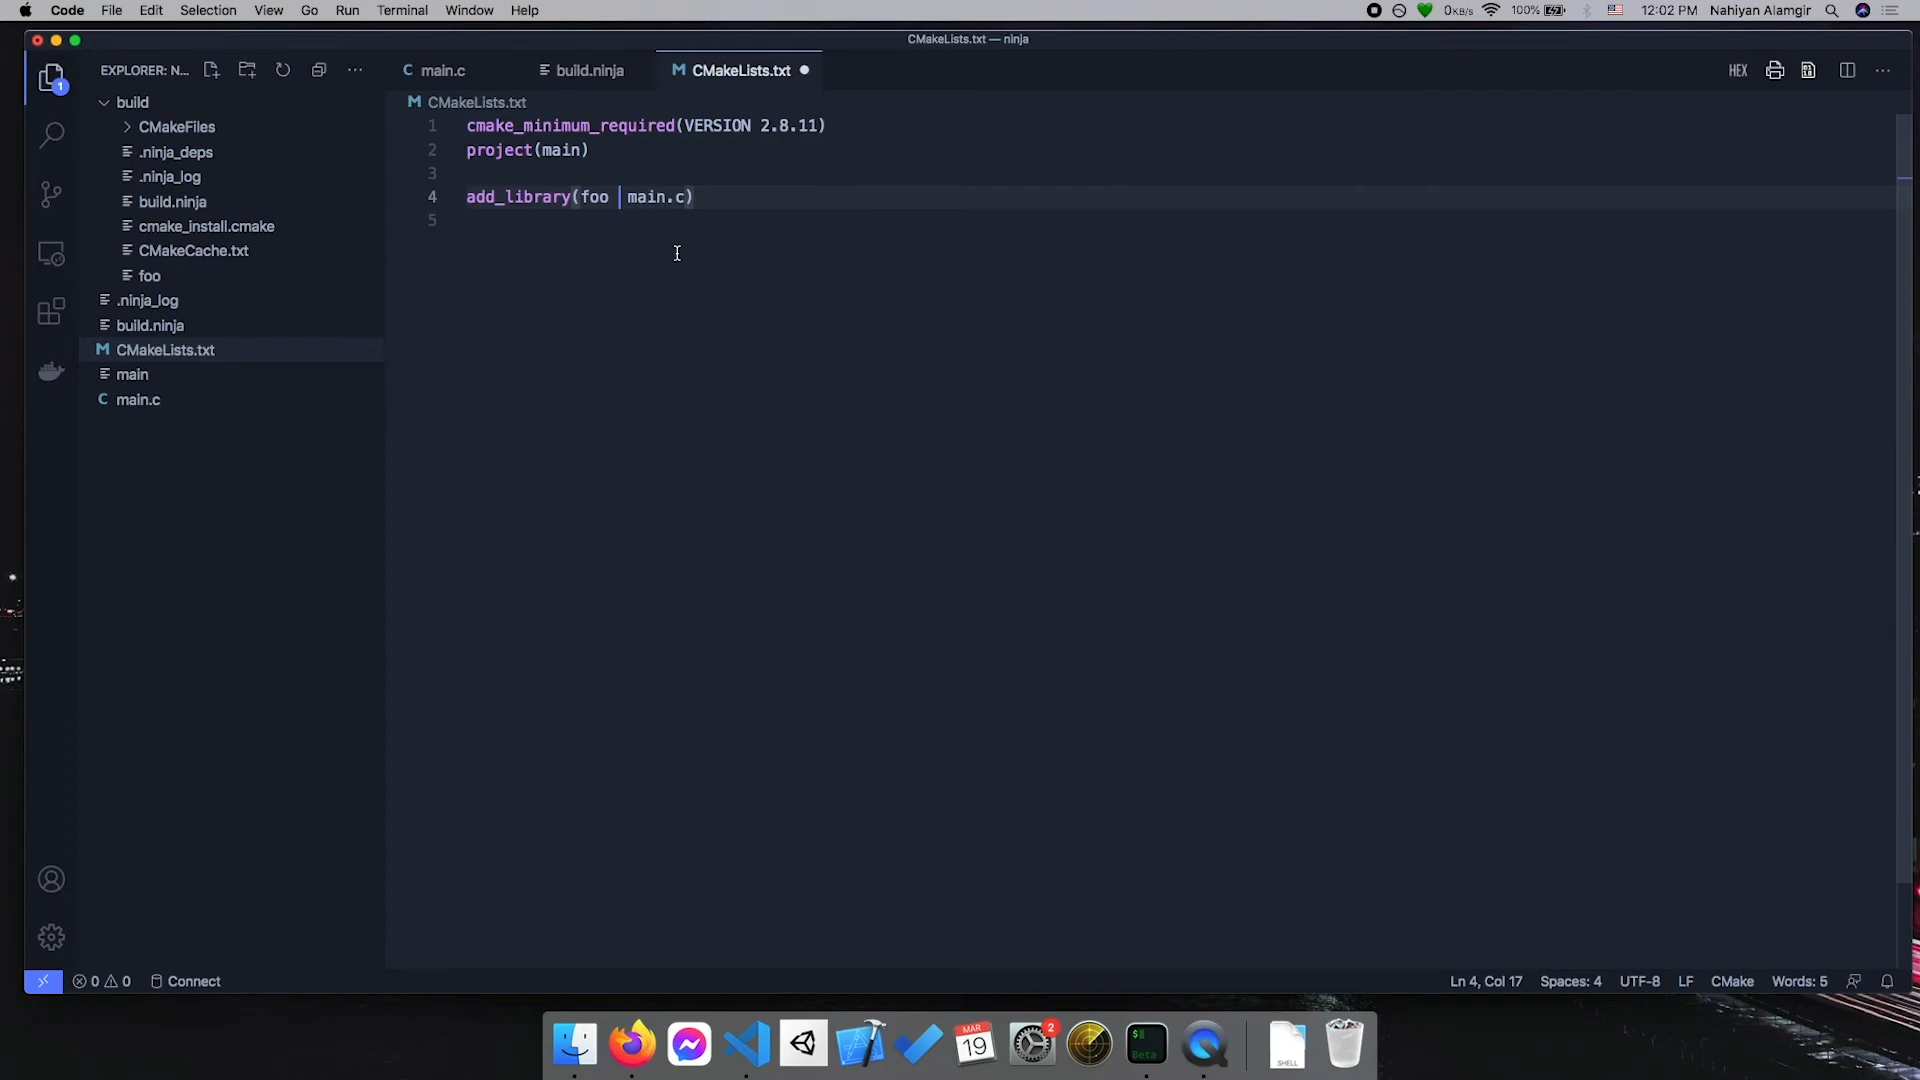 Code File Edit Selection View Go Run Terminal Window Help
0KB/s 100% 12:02 PM Nahiyan Alamgir
CMakeLists.txt — ninja
EXPLORER: N...
main.c build.ninja M CMakeLists.txt
HEX
1
build
CMakeFiles
.ninja_deps
.ninja_log
build.ninja
cmake_install.cmake
CMakeCache.txt
foo
.ninja_log
build.ninja
M CMakeLists.txt
main
C main.c
M CMakeLists.txt
1 cmake_minimum_required(VERSION 2.8.11)
2 project(main)
3
4 add_library(foo main.c)
5
0 0 Connect
Ln 4, Col 17 Spaces: 4 UTF-8 LF CMake Words: 5
MAR
19
2
$
Beta
SHELL